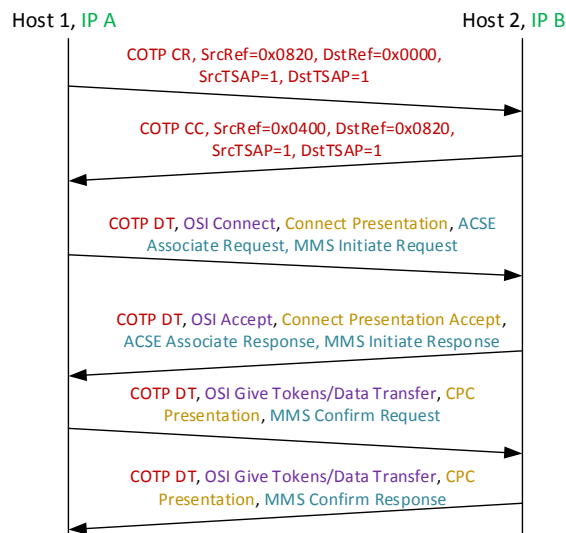 Host 1, IP A
Host 2, IP B
COTP CR, SrcRef=0x0820, DstRef=0x0000,
SrcTSAP=1, DstTSAP=1
COTP CC, SrcRef=0x0400, DstRef=0x0820,
SrcTSAP=1, DstTSAP=1
COTP DT, OSI Connect, Connect Presentation, ACSE
Associate Request, MMS Initiate Request
COTP DT, OSI Accept, Connect Presentation Accept,
ACSE Associate Response, MMS Initiate Response
COTP DT, OSI Give Tokens/Data Transfer, CPC
Presentation, MMS Confirm Request
COTP DT, OSI Give Tokens/Data Transfer, CPC
Presentation, MMS Confirm Response